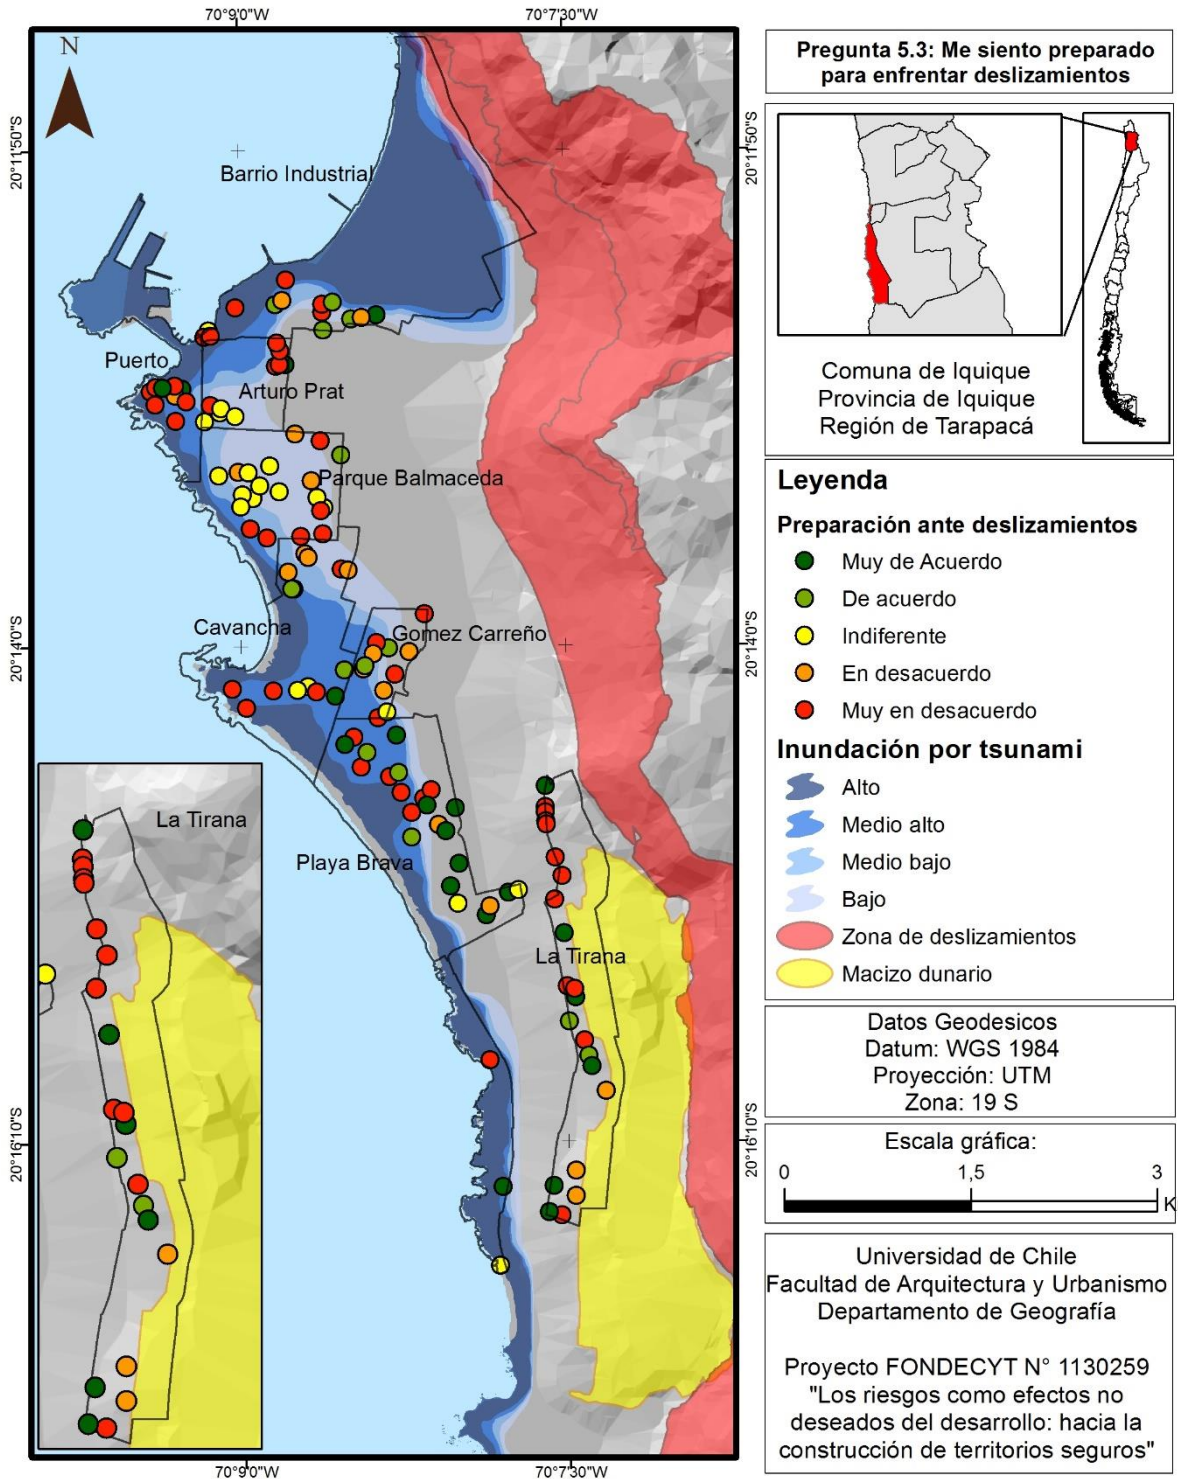 70°9'0"W
70°7'30"W
N
20°11'50"S
20°11'50"S
Barrio Industrial
Puerto
Arturo Prat
Parque Balmaceda
Cavancha
Gomez Carreño
20°14'0"S
20°14'0"S
La Tirana
Playa Brava
La Tirana
20°16'10"S
20°16'10"S
70°9'0"W
70°7'30"W
Pregunta 5.3: Me siento preparado
para enfrentar deslizamientos
Comuna de Iquique
Provincia de Iquique
Región de Tarapacá
Leyenda
Preparación ante deslizamientos
Muy de Acuerdo
De acuerdo
Indiferente
En desacuerdo
Muy en desacuerdo
Inundación por tsunami
Alto
Medio alto
Medio bajo
Bajo
Zona de deslizamientos
Macizo dunario
Datos Geodesicos
Datum: WGS 1984
Proyección: UTM
Zona: 19 S
Escala gráfica:
0 1,5 3
K
Universidad de Chile
Facultad de Arquitectura y Urbanismo
Departamento de Geografía
Proyecto FONDECYT N° 1130259
"Los riesgos como efectos no
deseados del desarrollo: hacia la
construcción de territorios seguros"